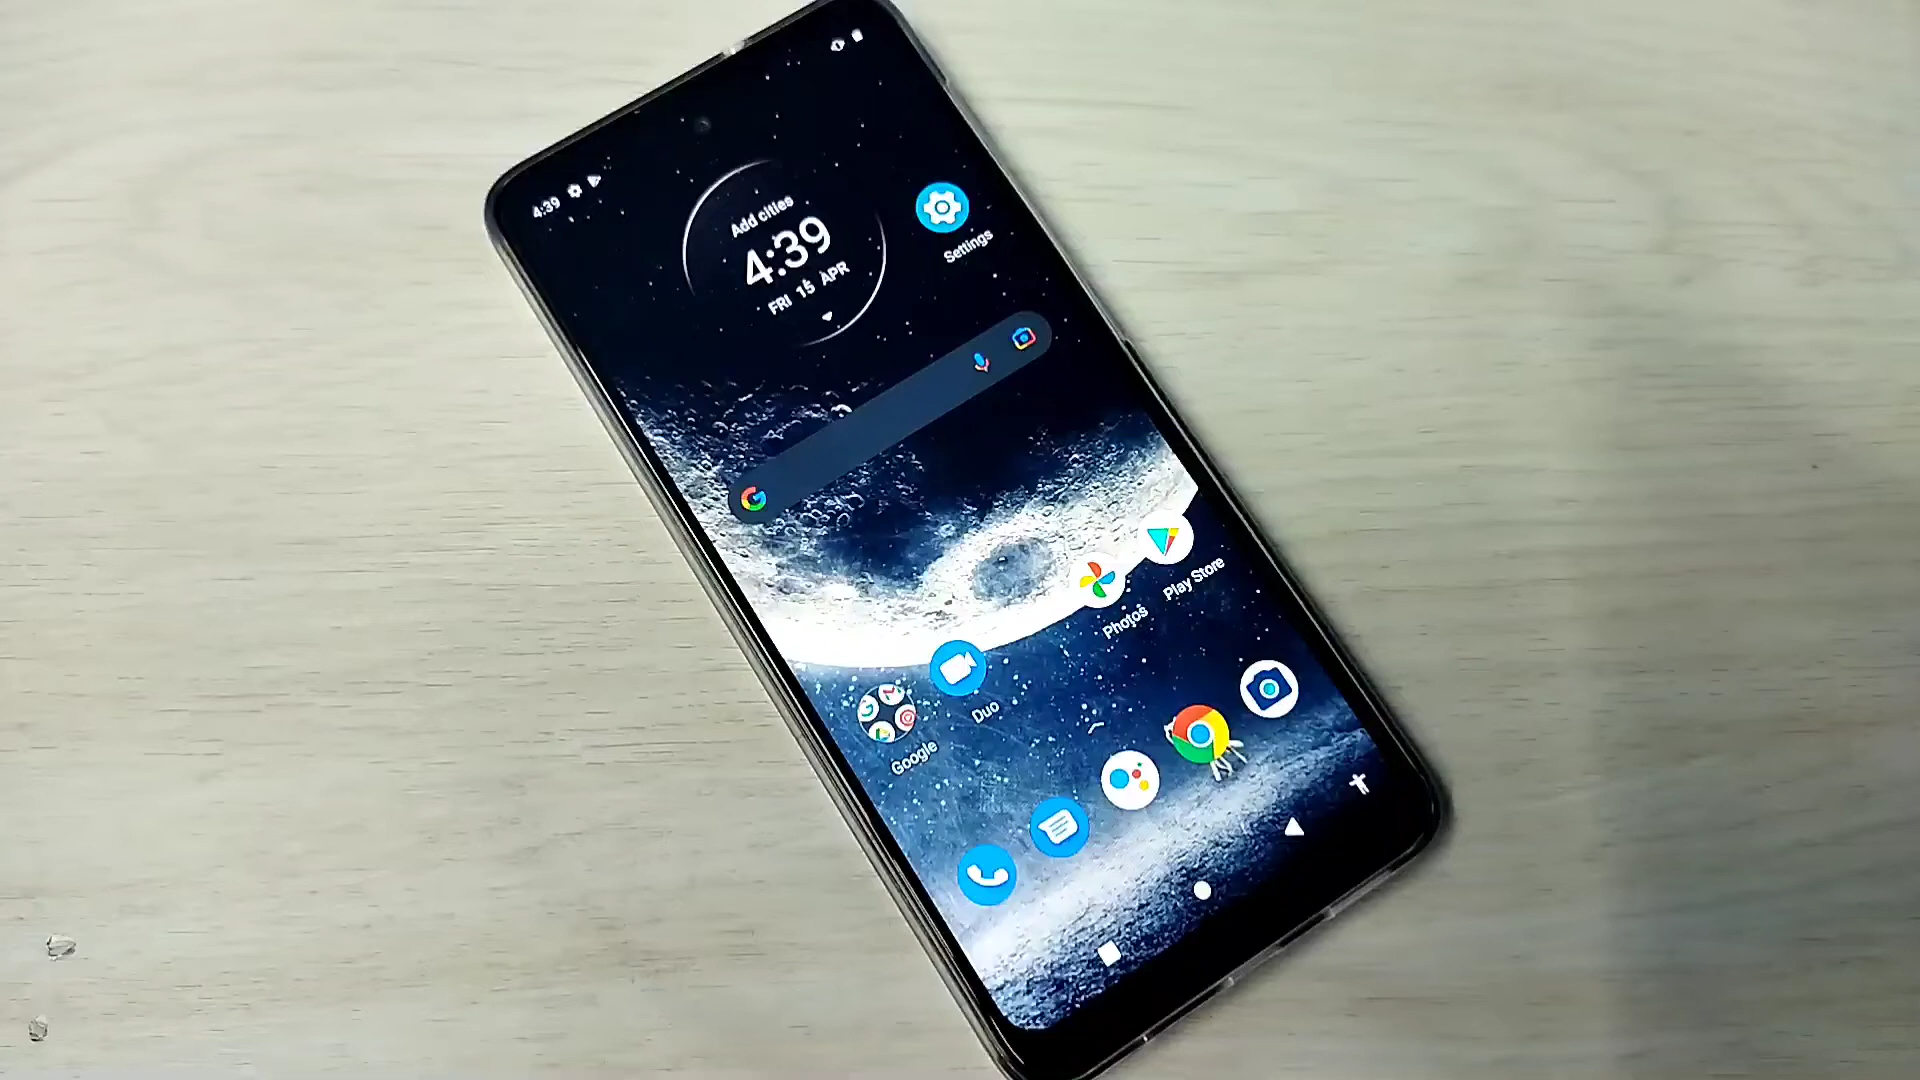 4:39
Add cities
4:39
FRI 15 APR
Settings
Play Store
Photos
Duo
Google